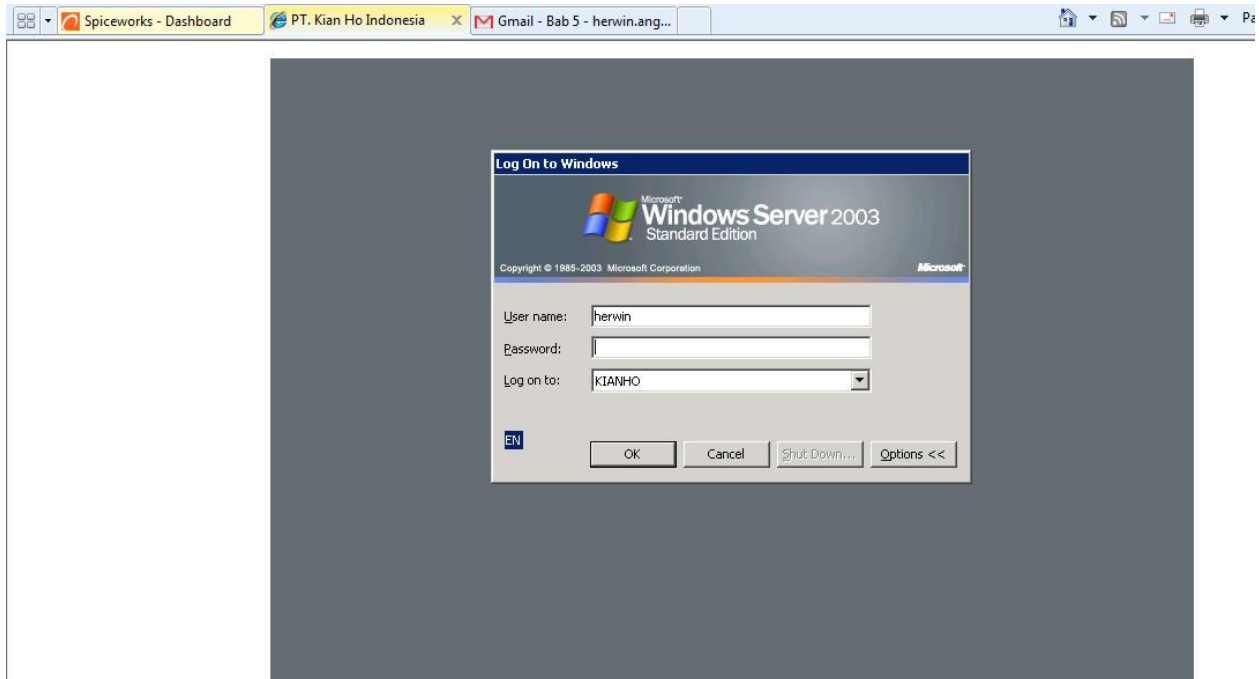 Spiceworks - Dashboard
PT. Kian Ho Indonesia
Gmail - Bab 5 - herwin.ang...
Pa
Log On to Windows
Microsoft
Windows Server 2003
Standard Edition
Copyright © 1985-2003 Microsoft Corporation
Microsoft
User name:
herwin
Password:
Log on to:
KIANHO
EN
OK
Cancel
Shut Down...
Options <<